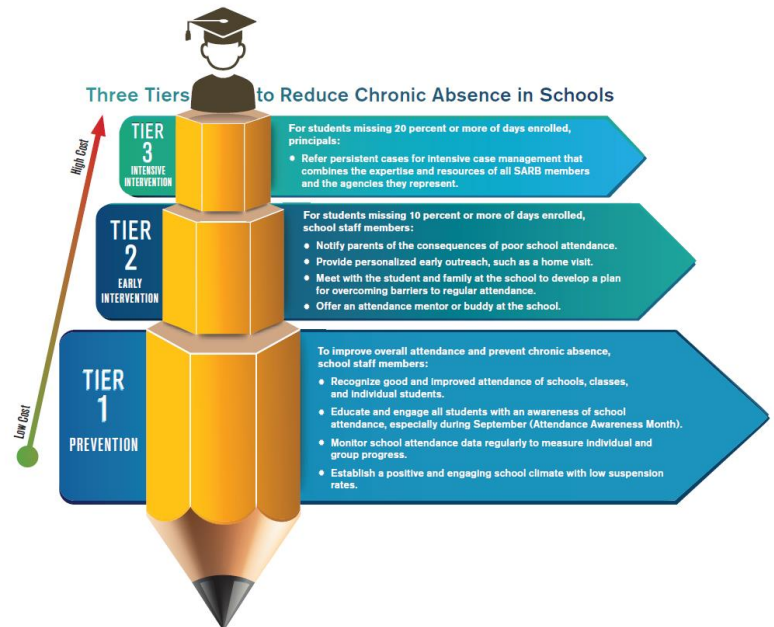 Three Tiers to Reduce Chronic Absence in Schools
High Cost
Low Cost
TIER
3
INTENSIVE
INTERVENTION
For students missing 20 percent or more of days enrolled,
principals:
● Refer persistent cases for intensive case management that
combines the expertise and resources of all SARB members
and the agencies they represent.
TIER
2
EARLY
INTERVENTION
For students missing 10 percent or more of days enrolled,
school staff members:
● Notify parents of the consequences of poor school attendance.
● Provide personalized early outreach, such as a home visit.
● Meet with the student and family at the school to develop a plan
for overcoming barriers to regular attendance.
● Offer an attendance mentor or buddy at the school.
TIER
1
PREVENTION
To improve overall attendance and prevent chronic absence,
school staff members:
● Recognize good and improved attendance of schools, classes,
and individual students.
● Educate and engage all students with an awareness of school
attendance, especially during September (Attendance Awareness Month).
● Monitor school attendance data regularly to measure individual and
group progress.
● Establish a positive and engaging school climate with low suspension
rates.